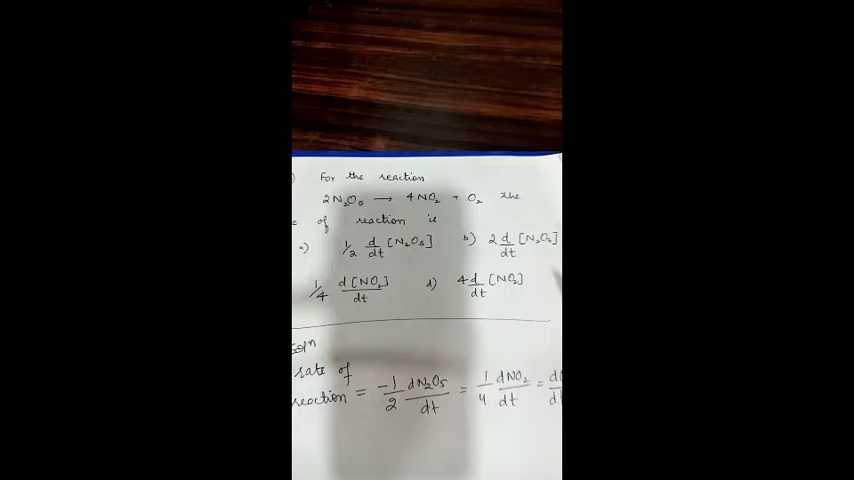 For the reaction
2N₂O₅ → 4NO₂ + O₂ the
of reaction is
a) 1/2 d/dt [N₂O₅] b) 2 d/dt [N₂O₅]
1/4 d[NO₂]/dt d) 4 d/dt [NO₂]
Solⁿ
rate of
reaction = -1/2 dN₂O₅/dt = 1/4 dNO₂/dt =